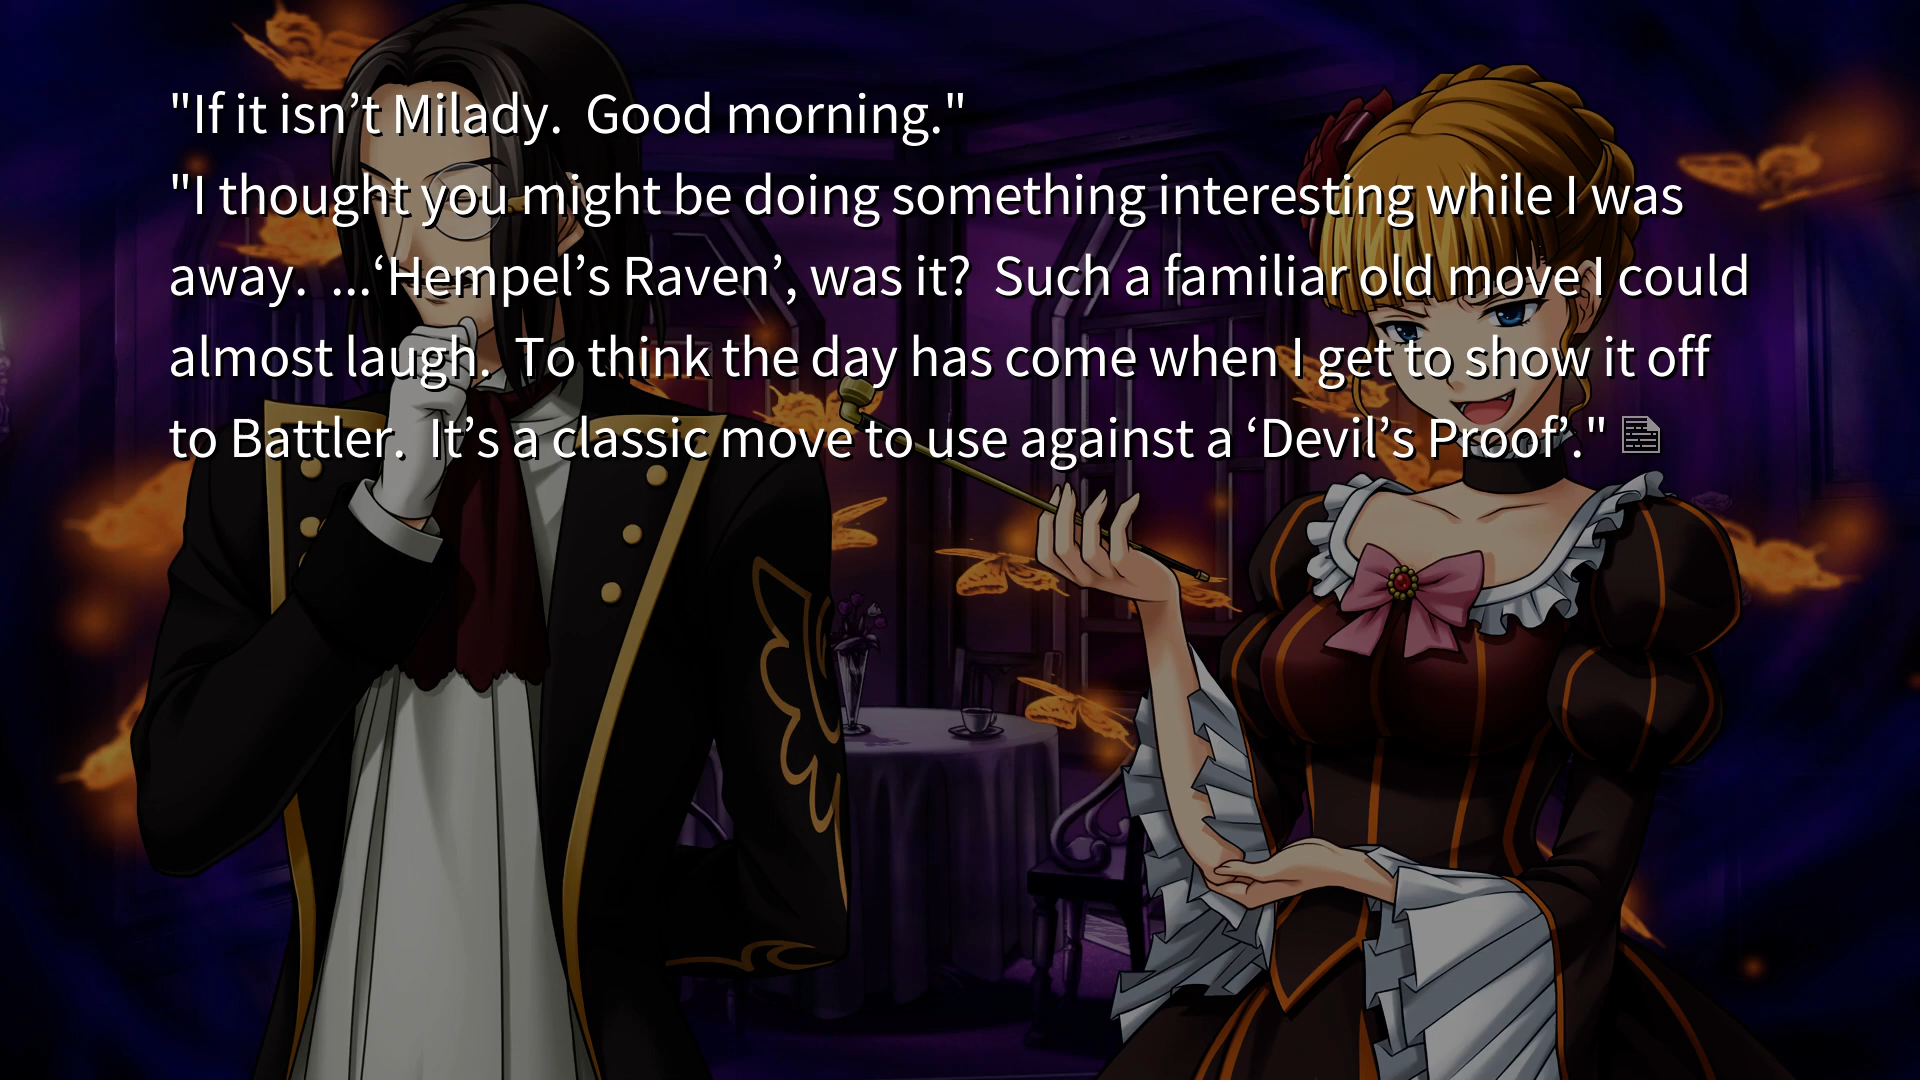 "If it isn’t Milady.  Good morning."
"I thought you might be doing something interesting while I was
away.  ...‘Hempel’s Raven’, was it?  Such a familiar old move I could
almost laugh.  To think the day has come when I get to show it off
to Battler.  It’s a classic move to use against a ‘Devil’s Proof’."